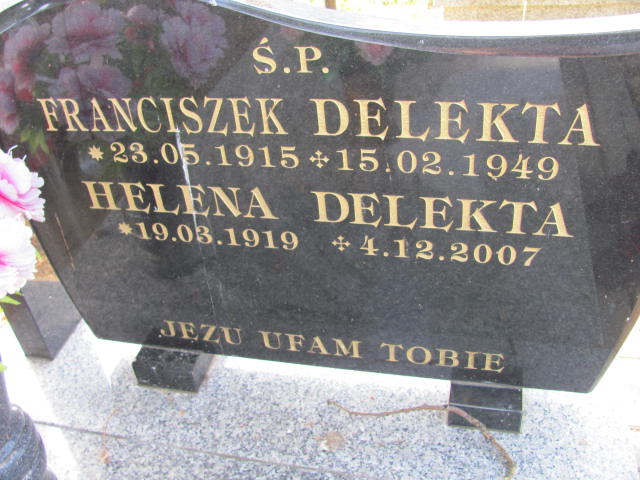 Ś.P.
FRANCISZEK DELEKTA
*23.05.1915 ✢ 15.02.1949
HELENA DELEKTA
*19.03.1919 ✢ 4.12.2007
JEZU UFAM TOBIE